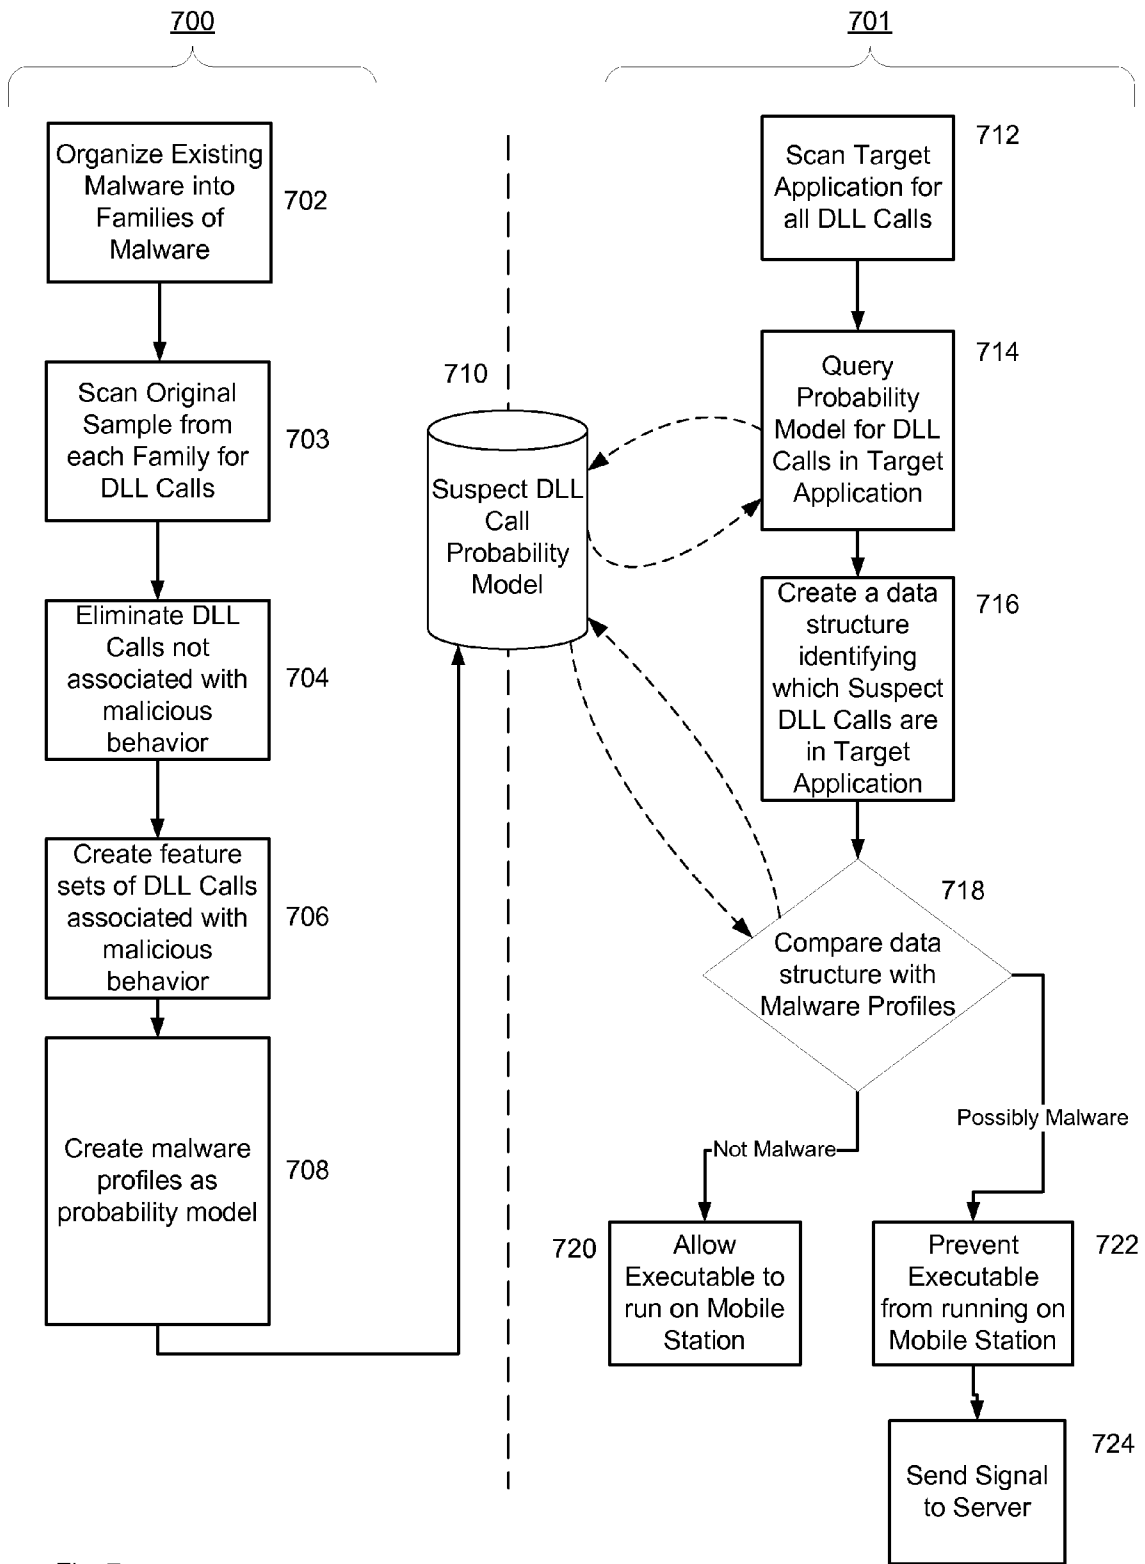 700
701
Organize Existing
Malware into
Families of
Malware
702
Scan Original
Sample from
each Family for
DLL Calls
703
Eliminate DLL
Calls not
associated with
malicious
behavior
704
Create feature
sets of DLL Calls
associated with
malicious
behavior
706
Create malware
profiles as
probability model
708
710
Suspect DLL
Call
Probability
Model
Scan Target
Application for
all DLL Calls
712
Query
Probability
Model for DLL
Calls in Target
Application
714
Create a data
structure
identifying
which Suspect
DLL Calls are
in Target
Application
716
718
Compare data
structure with
Malware Profiles
Not Malware
Possibly Malware
720
Allow
Executable to
run on Mobile
Station
Prevent
Executable
from running on
Mobile Station
722
Send Signal
to Server
724